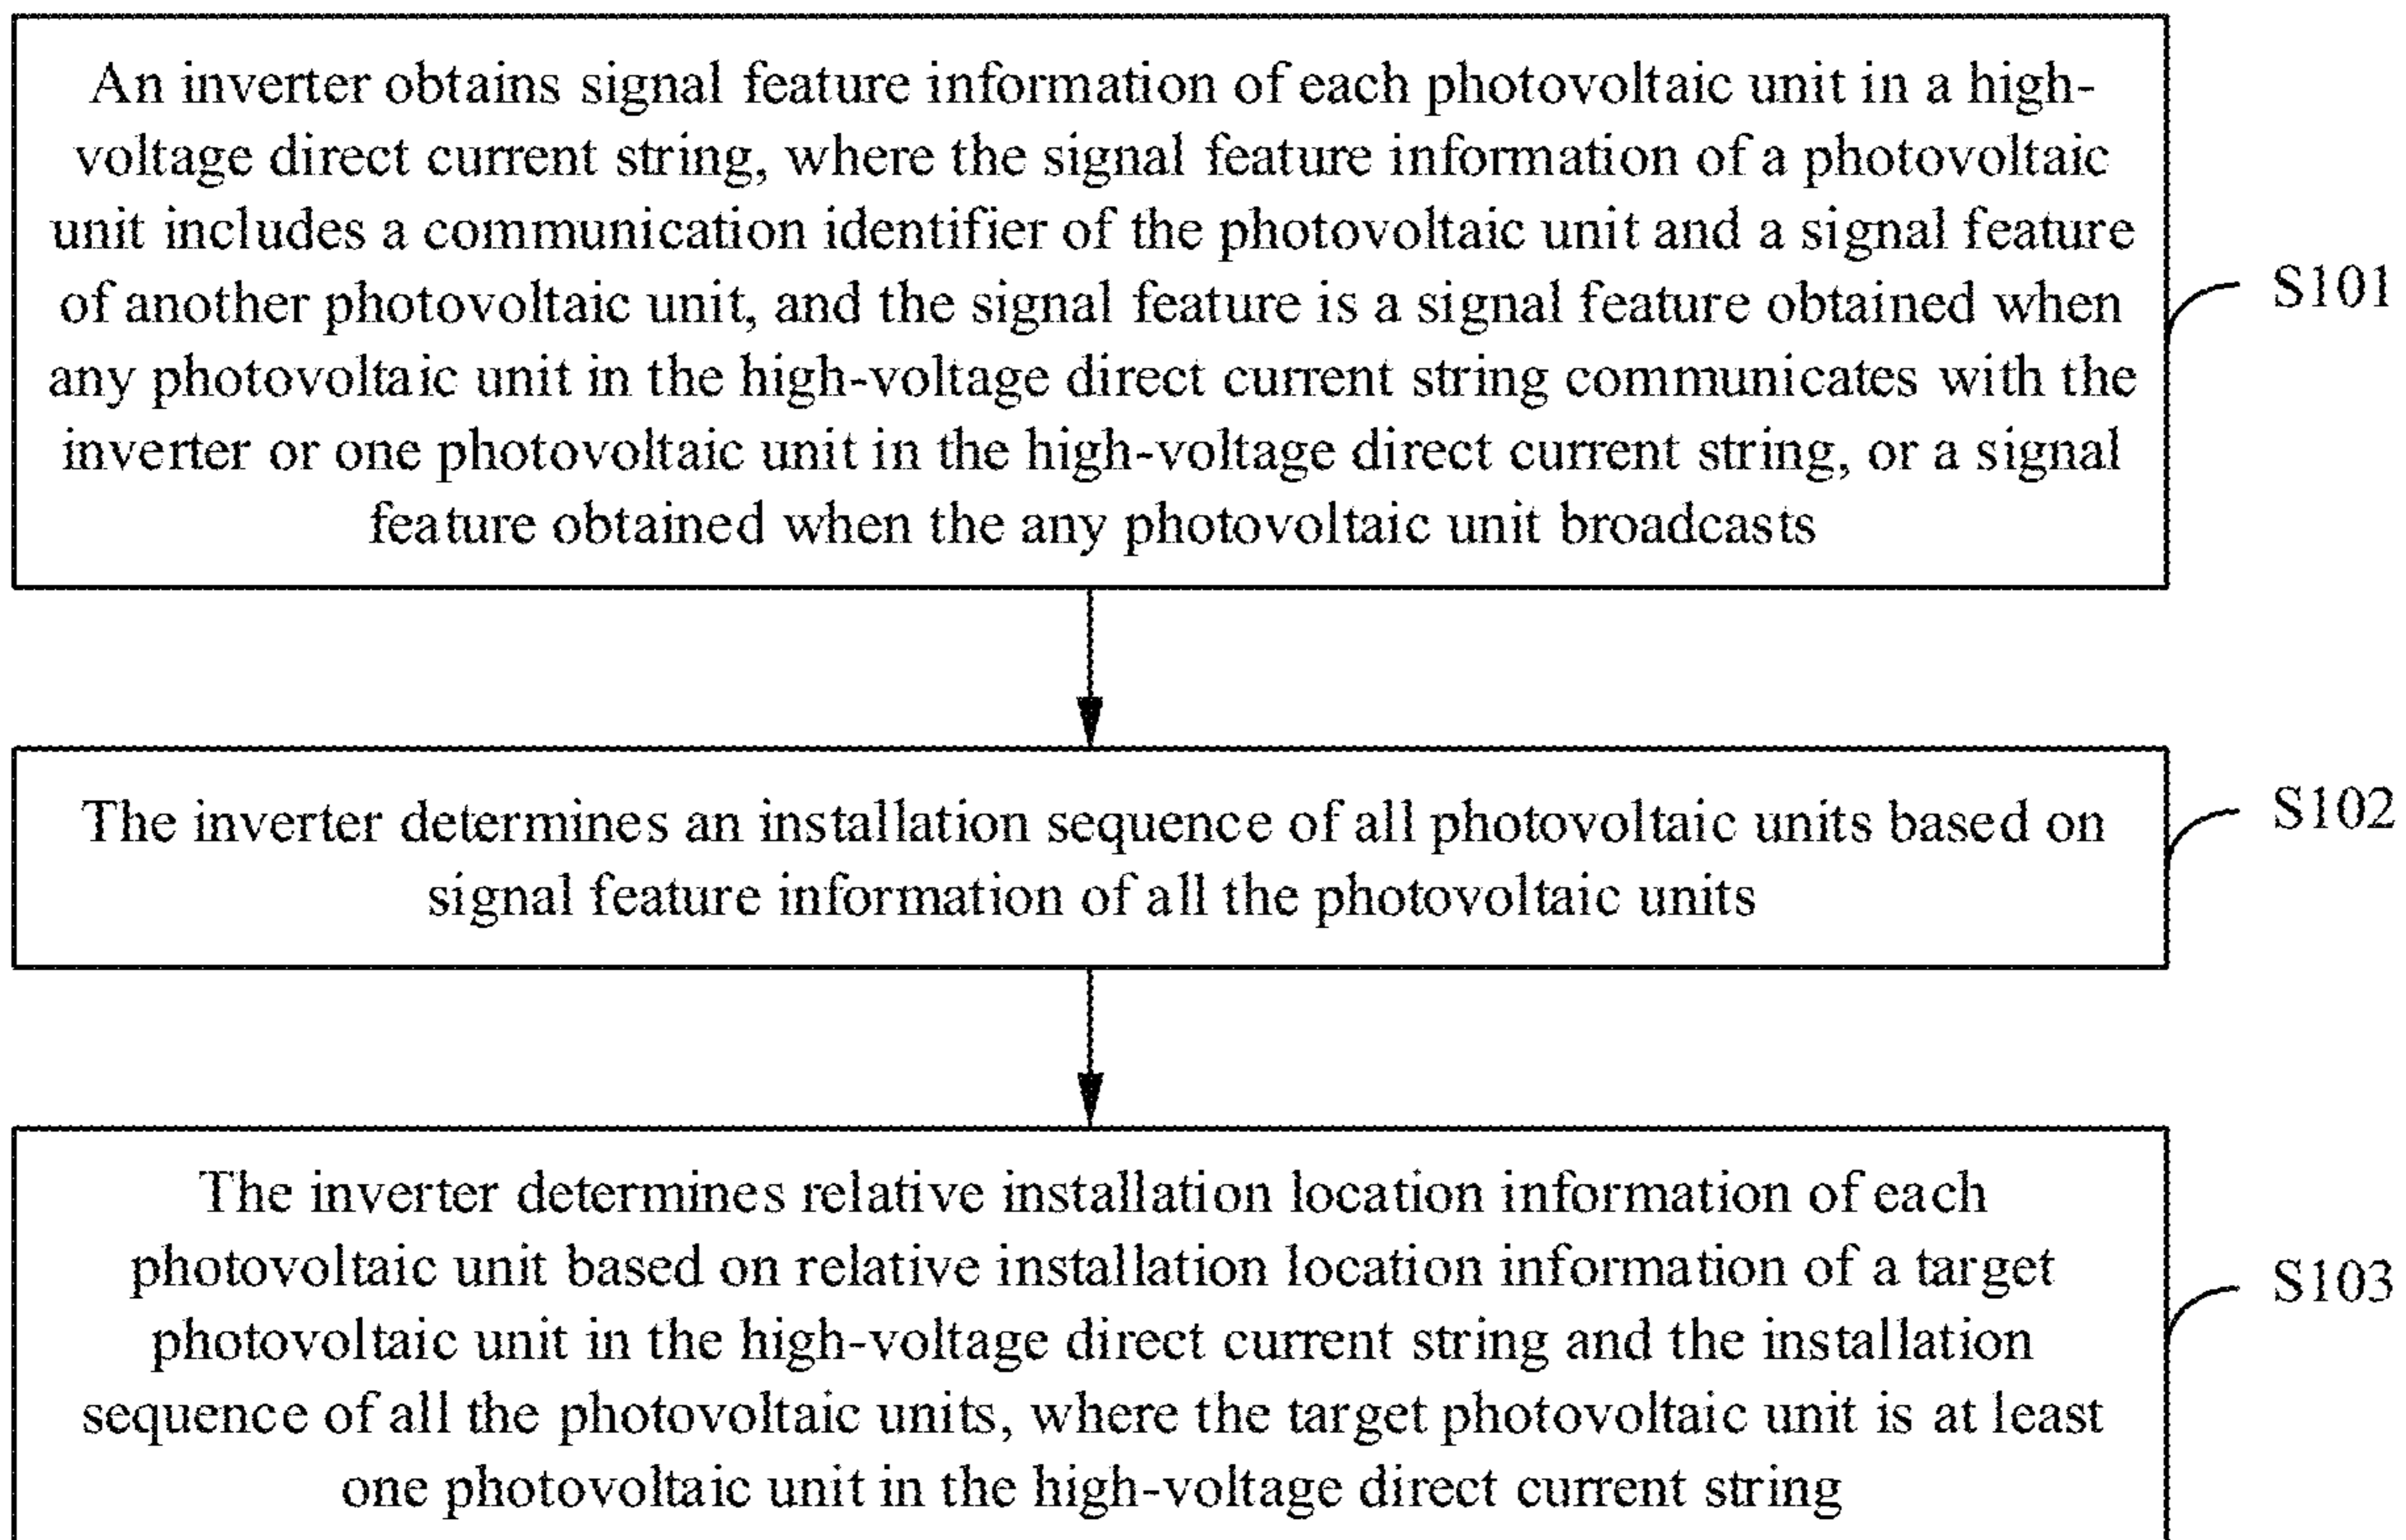 An inverter obtains signal feature information of each photovoltaic unit in a high-
voltage direct current string, where the signal feature information of a photovoltaic
unit includes a communication identifier of the photovoltaic unit and a signal feature
of another photovoltaic unit, and the signal feature is a signal feature obtained when
any photovoltaic unit in the high-voltage direct current string communicates with the
inverter or one photovoltaic unit in the high-voltage direct current string, or a signal
feature obtained when the any photovoltaic unit broadcasts
S101
The inverter determines an installation sequence of all photovoltaic units based on
signal feature information of all the photovoltaic units
S102
The inverter determines relative installation location information of each
photovoltaic unit based on relative installation location information of a target
photovoltaic unit in the high-voltage direct current string and the installation
sequence of all the photovoltaic units, where the target photovoltaic unit is at least
one photovoltaic unit in the high-voltage direct current string
S103